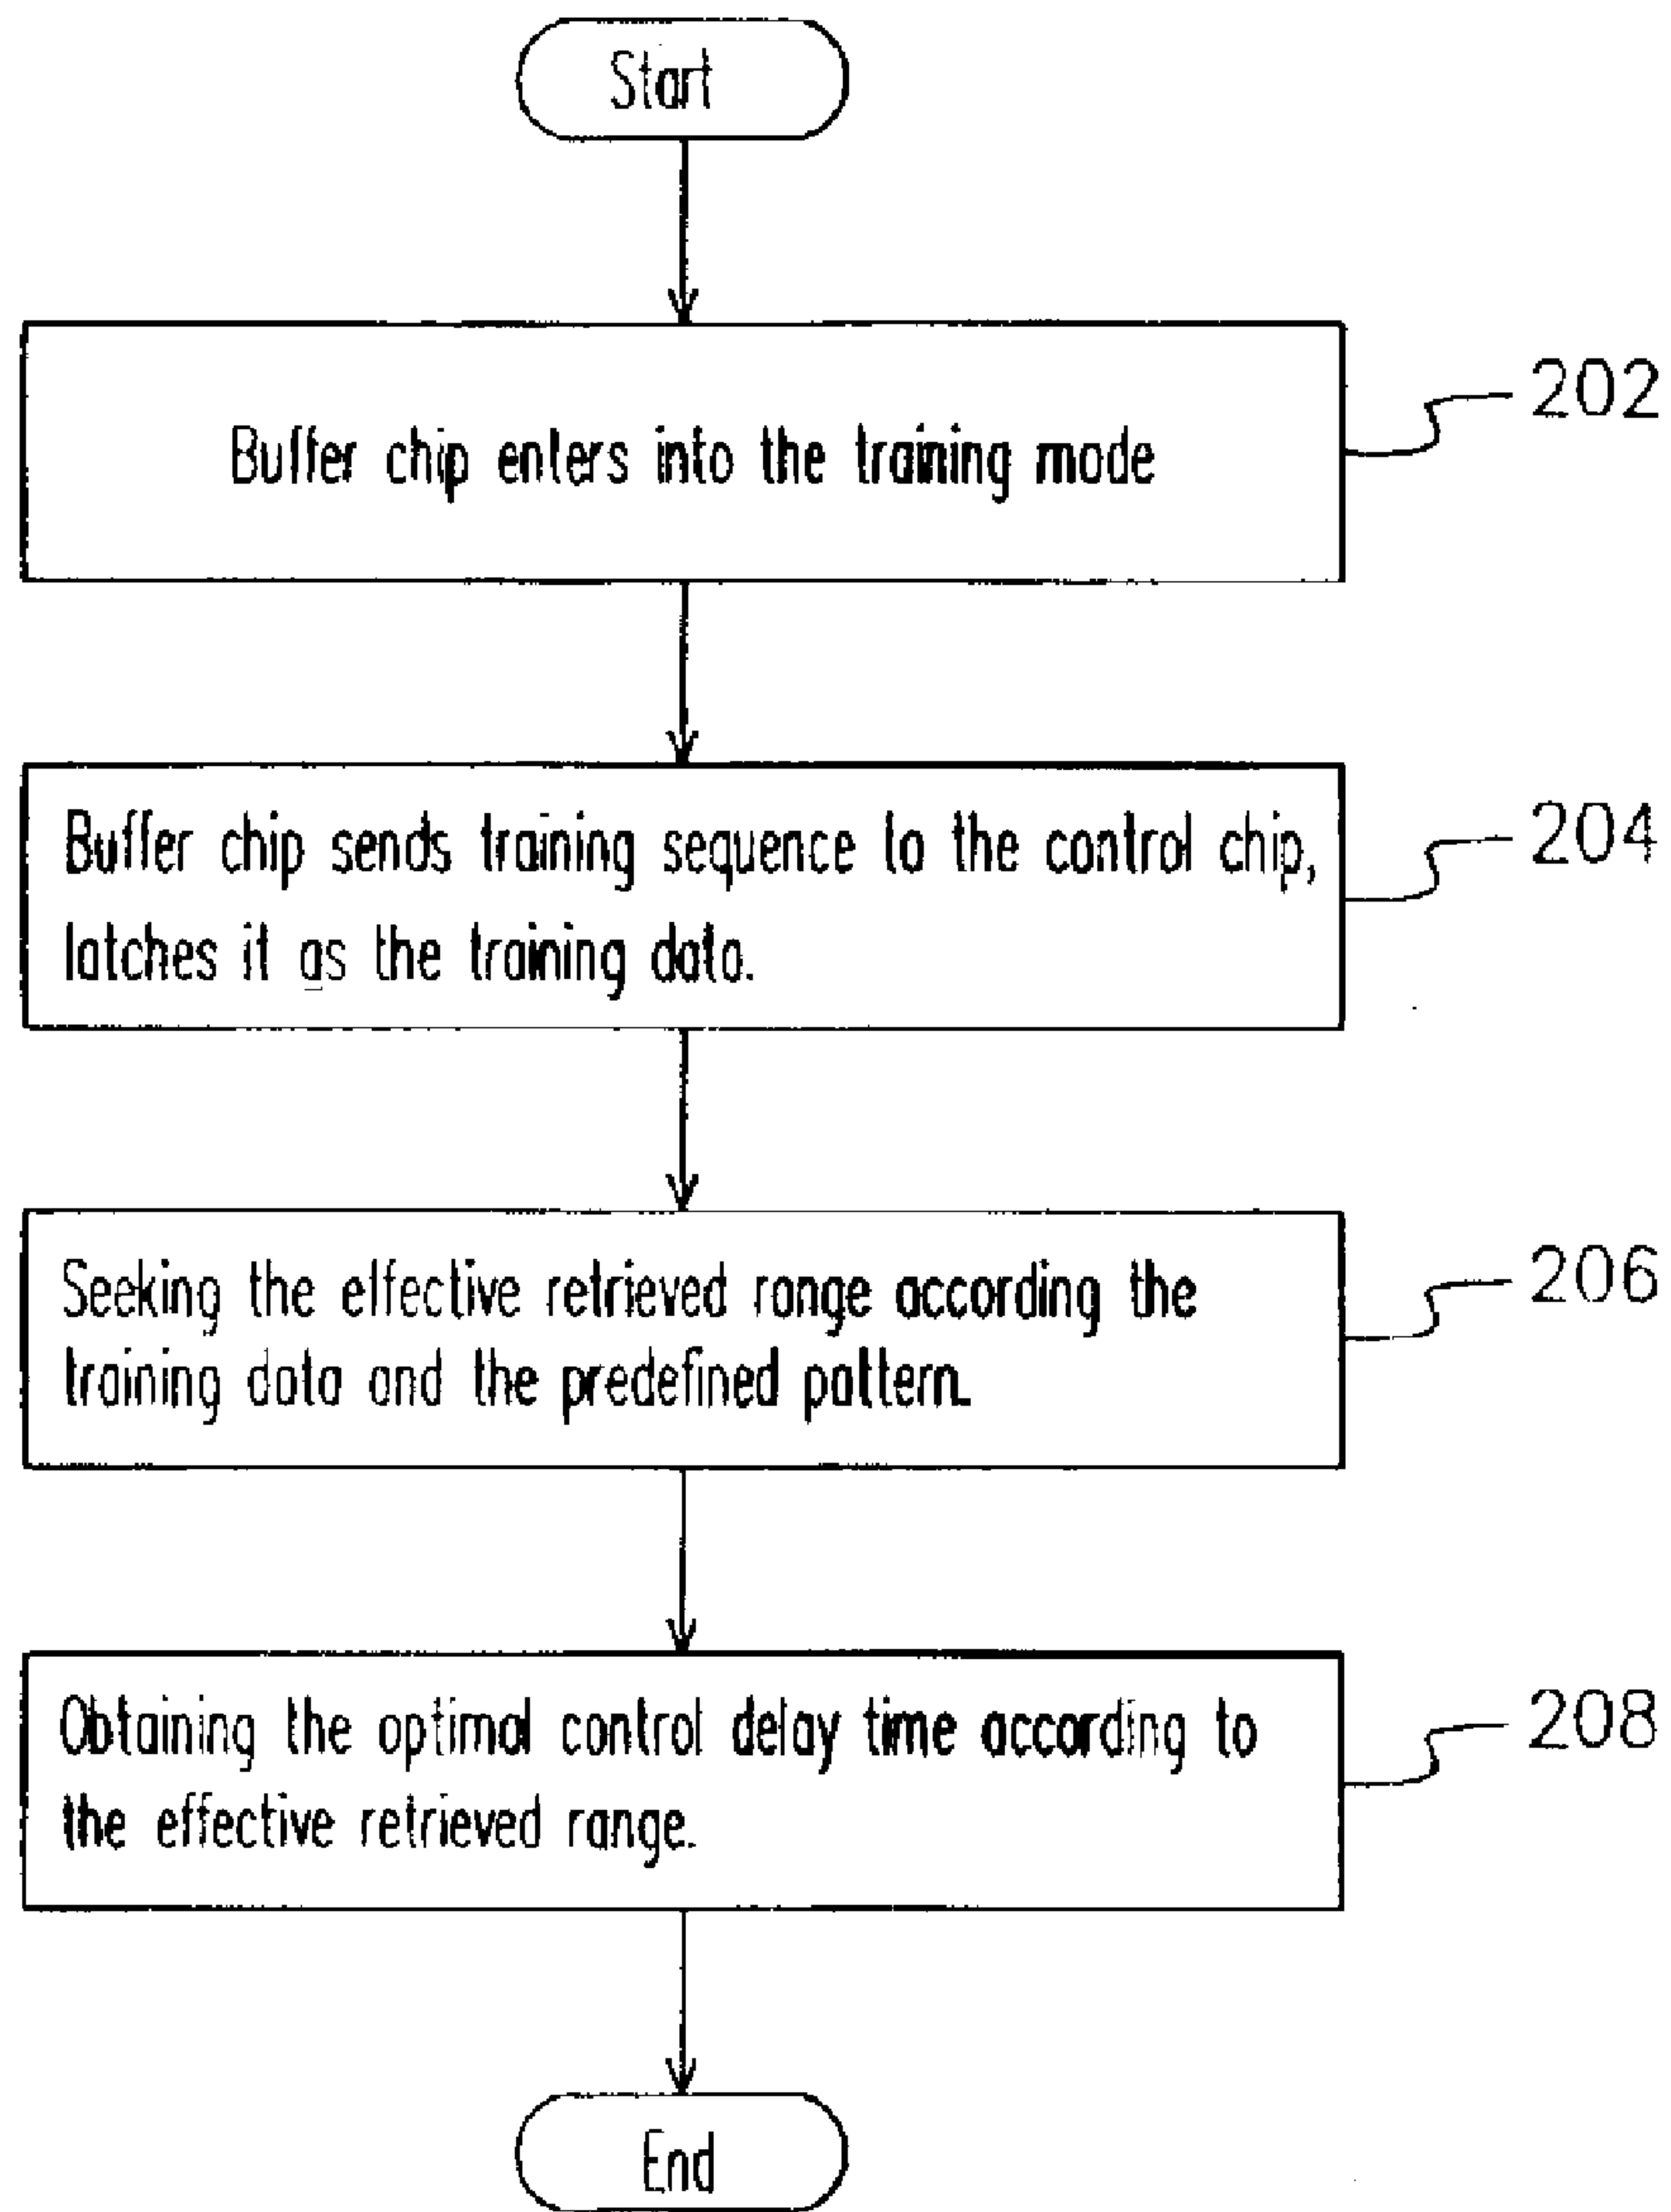 Start
Buffer chip enters into the training mode
202
Buffer chip sends training sequence to the control chip,
latches it as the training data.
204
Seeking the effective retrieved range according the
training data and the predefined pattern.
206
Obtaining the optimal control delay time according to
the effective retrieved range.
208
End